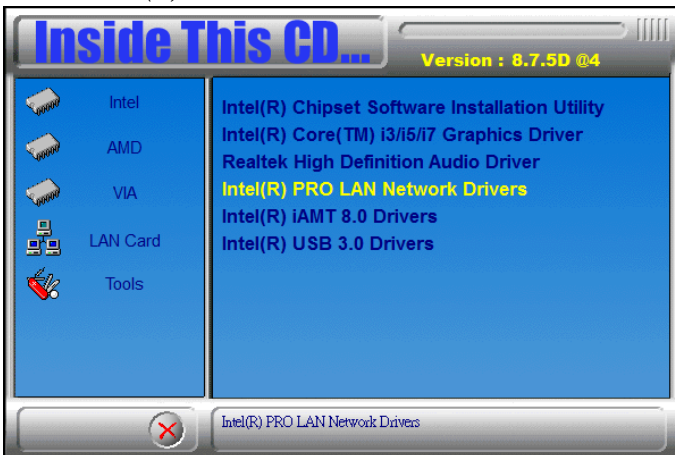 Inside This CD...
Version : 8.7.5D @4
Intel
AMD
VIA
LAN Card
Tools
Intel(R) Chipset Software Installation Utility
Intel(R) Core(TM) i3/i5/i7 Graphics Driver
Realtek High Definition Audio Driver
Intel(R) PRO LAN Network Drivers
Intel(R) iAMT 8.0 Drivers
Intel(R) USB 3.0 Drivers
Intel(R) PRO LAN Network Drivers